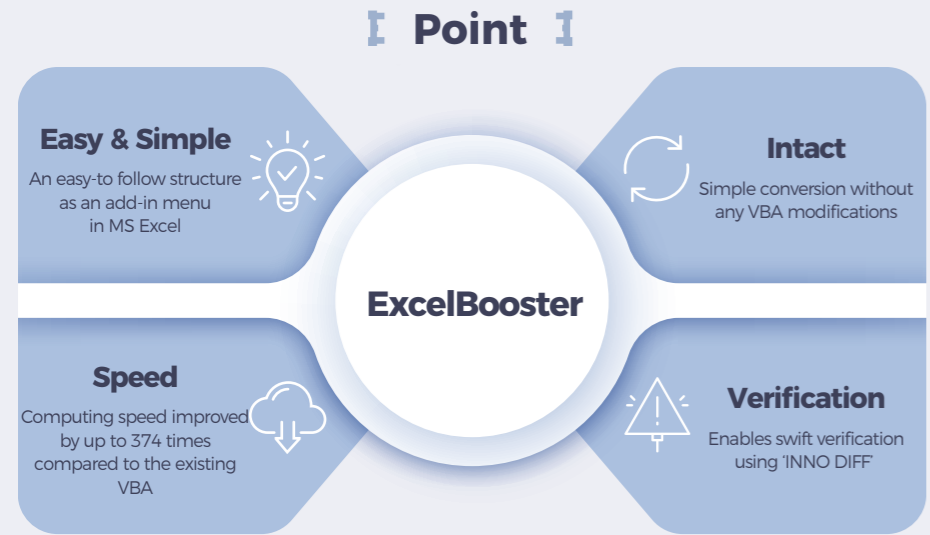 Point
Easy & Simple
An easy-to follow structure
as an add-in menu
in MS Excel
Intact
Simple conversion without
any VBA modifications
ExcelBooster
Speed
Computing speed improved
by up to 374 times
compared to the existing
VBA
Verification
Enables swift verification
using ‘INNO DIFF’